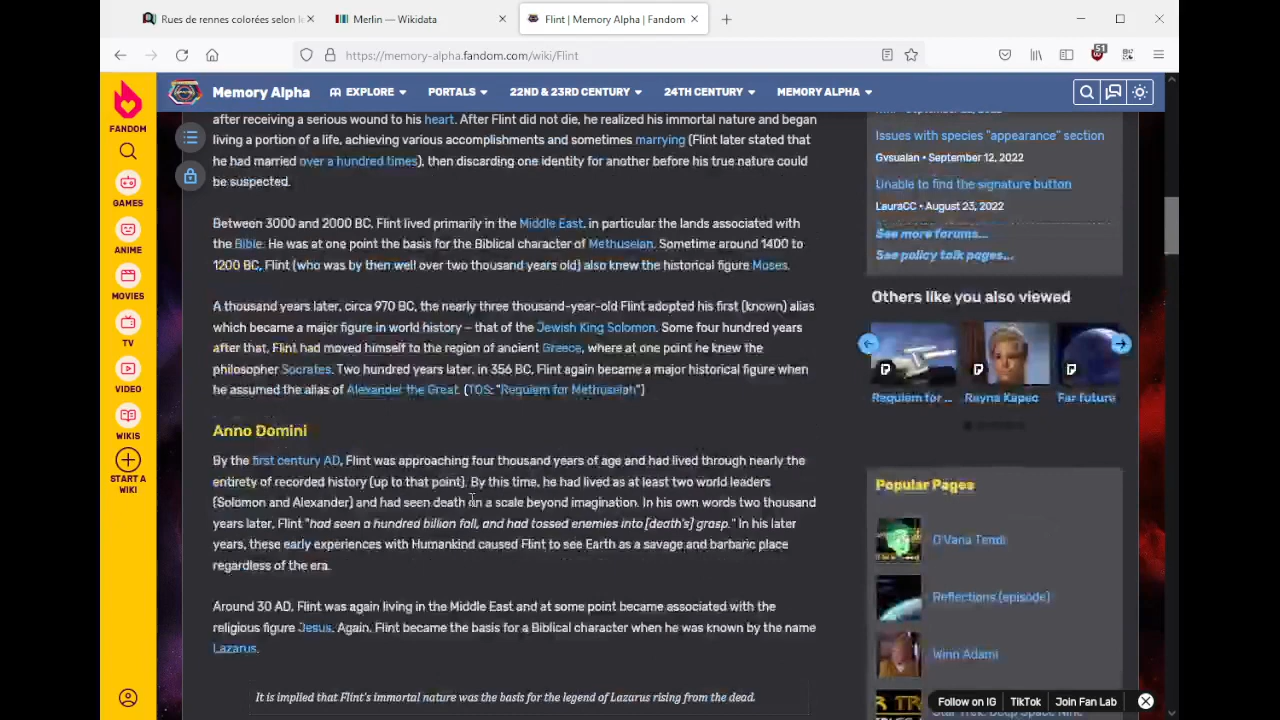 Rues de rennes colorées selon l
Merlin — Wikidata
Flint | Memory Alpha | Fandom
https://memory-alpha.fandom.com/wiki/Flint
51
FANDOM
GAMES
ANIME
MOVIES
TV
VIDEO
WIKIS
START A
WIKI
Memory Alpha
EXPLORE
PORTALS
22ND & 23RD CENTURY
24TH CENTURY
MEMORY ALPHA
after receiving a serious wound to his heart. After Flint did not die, he realized his immortal nature and began
living a portion of a life, achieving various accomplishments and sometimes marrying (Flint later stated that
he had married over a hundred times), then discarding one identity for another before his true nature could
be suspected.
Between 3000 and 2000 BC, Flint lived primarily in the Middle East, in particular the lands associated with
the Bible. He was at one point the basis for the Biblical character of Methuselah. Sometime around 1400 to
1200 BC, Flint (who was by then well over two thousand years old) also knew the historical figure Moses.
A thousand years later, circa 970 BC, the nearly three thousand-year-old Flint adopted his first (known) alias
which became a major figure in world history – that of the Jewish King Solomon. Some four hundred years
after that, Flint had moved himself to the region of ancient Greece, where at one point he knew the
philosopher Socrates. Two hundred years later, in 356 BC, Flint again became a major historical figure when
he assumed the alias of Alexander the Great. (TOS: "Requiem for Methuselah")
Anno Domini
By the first century AD, Flint was approaching four thousand years of age and had lived through nearly the
entirety of recorded history (up to that point). By this time, he had lived as at least two world leaders
(Solomon and Alexander) and had seen death on a scale beyond imagination. In his own words two thousand
years later, Flint "had seen a hundred billion fall, and had tossed enemies into [death's] grasp." In his later
years, these early experiences with Humankind caused Flint to see Earth as a savage and barbaric place
regardless of the era.
Around 30 AD, Flint was again living in the Middle East and at some point became associated with the
religious figure Jesus. Again, Flint became the basis for a Biblical character when he was known by the name
Lazarus.
It is implied that Flint's immortal nature was the basis for the legend of Lazarus rising from the dead.
Issues with species "appearance" section
Gvsualan • September 12, 2022
Unable to find the signature button
LauraCC • August 23, 2022
See more forums...
See policy talk pages...
Others like you also viewed
Requiem for ...
Rayna Kapec
Far future
Popular Pages
D'Vana Tendi
Reflections (episode)
Winn Adami
Star Trek: Deep Space Nine
Follow on IG
TikTok
Join Fan Lab